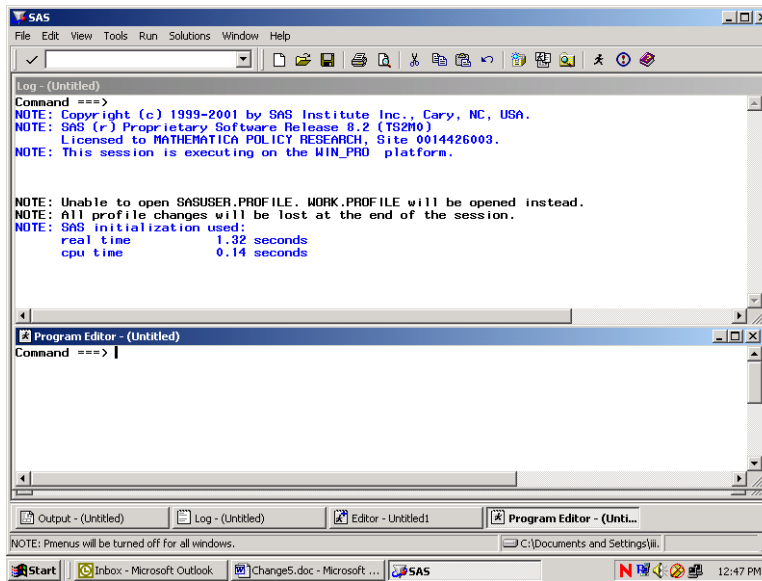 SAS
File Edit View Tools Run Solutions Window Help
Log - (Untitled)
Command ===>
NOTE: Copyright (c) 1999-2001 by SAS Institute Inc., Cary, NC, USA.
NOTE: SAS (r) Proprietary Software Release 8.2 (TS2M0)
Licensed to MATHEMATICA POLICY RESEARCH, Site 0014426003.
NOTE: This session is executing on the WIN_PRO platform.
NOTE: Unable to open SASUSER.PROFILE. WORK.PROFILE will be opened instead.
NOTE: All profile changes will be lost at the end of the session.
NOTE: SAS initialization used:
real time 1.32 seconds
cpu time 0.14 seconds
Program Editor - (Untitled)
Command ===>
Output - (Untitled) Log - (Untitled) Editor - Untitled1 Program Editor - (Unti...
NOTE: Pmenus will be turned off for all windows. C:\Documents and Settings\iii.
Start Inbox - Microsoft Outlook Change5.doc - Microsoft ... SAS N 12:47 PM